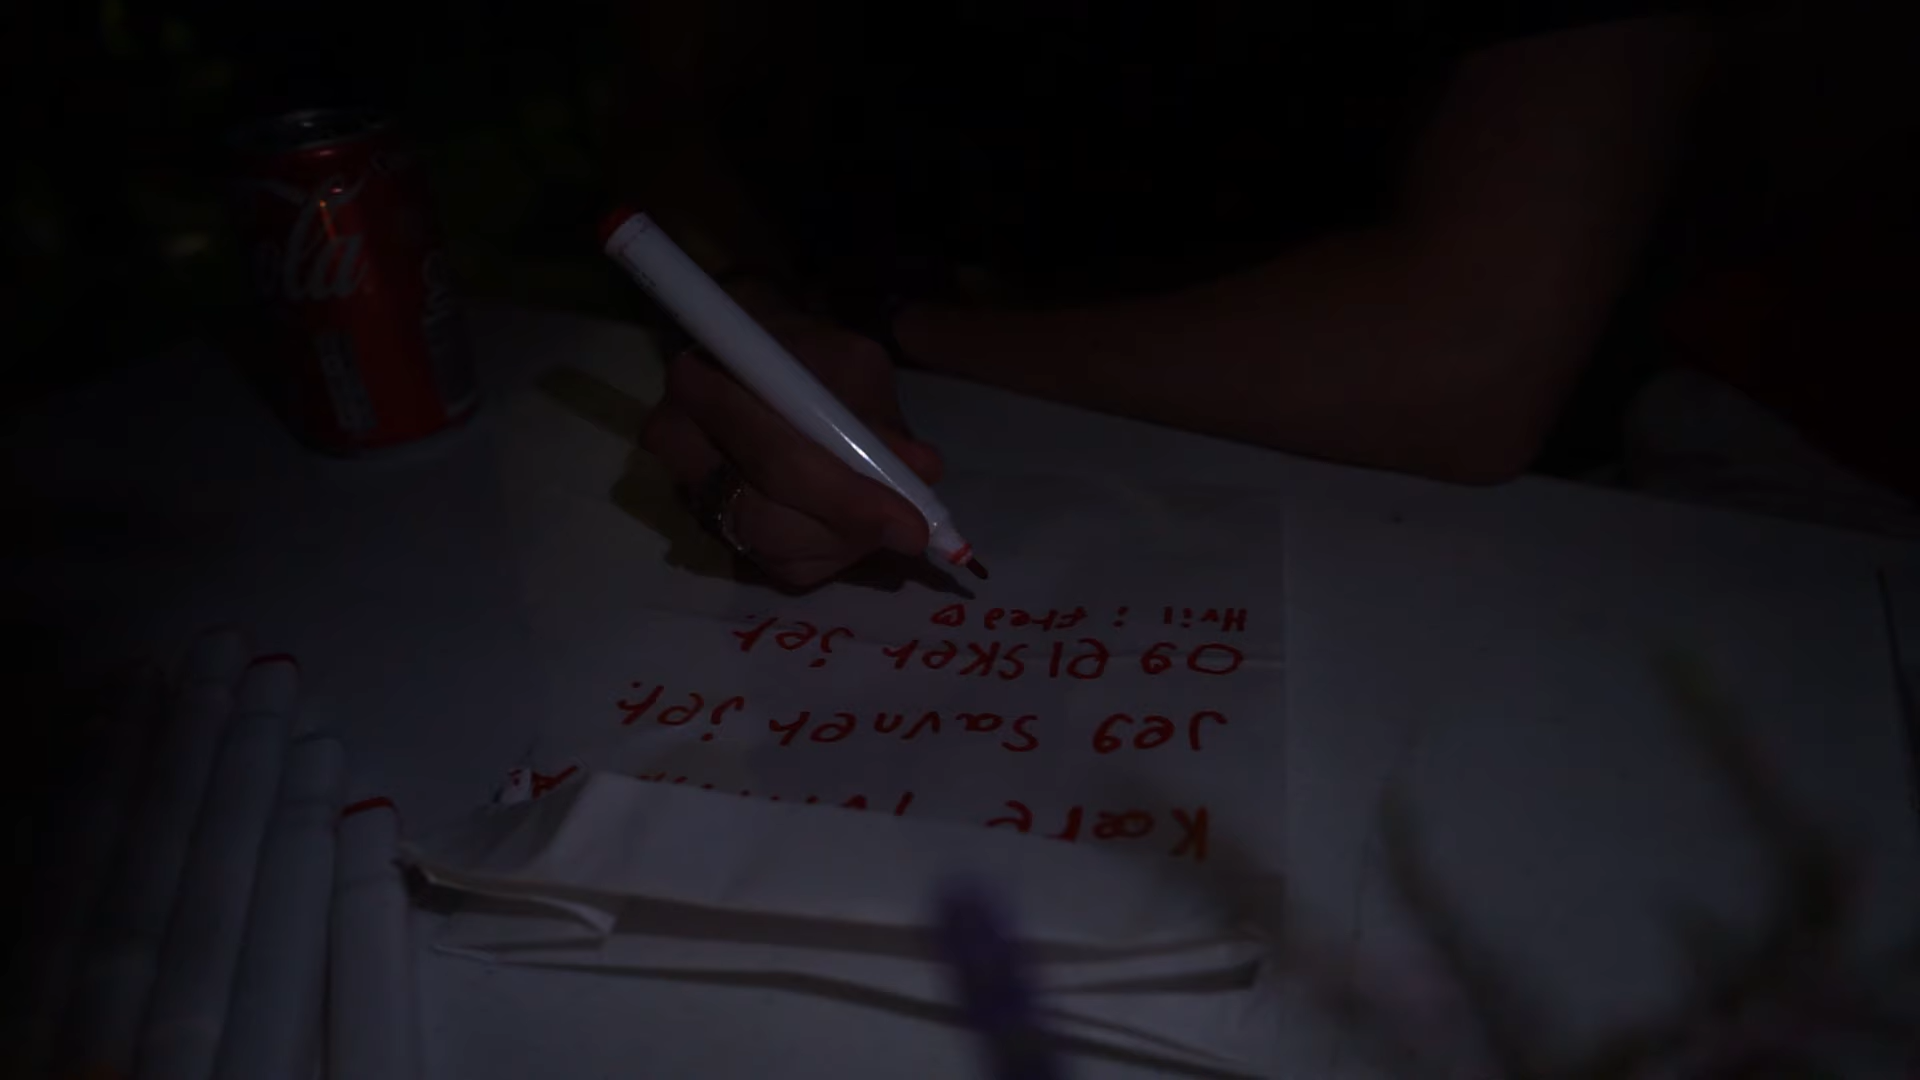 Kære
Jeg savner jer.
Og elsker jer.
Hvil i fred